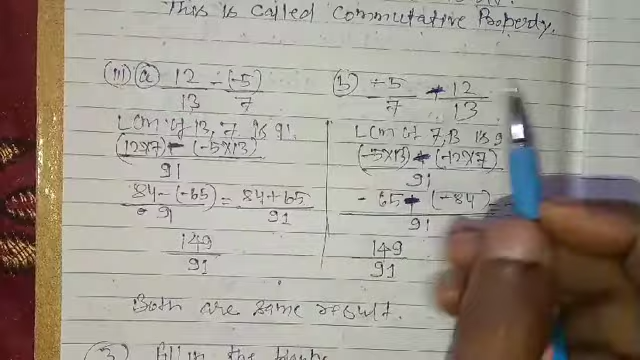 This is called Commutative Property.
(iii) (a) 12/13 - (-5)/7
LCM of 13, 7 is 91.
(12×7) - (-5×13)/91
84-(-65)/91 = 84+65/91
149/91
(b) -5/7 - 12/13
LCM of 7,13 is 9
(-5×13) - (-12×7)/91
- 65 - (-84)/91 =
149/91
Both are same result.
3 Fill in the blanks